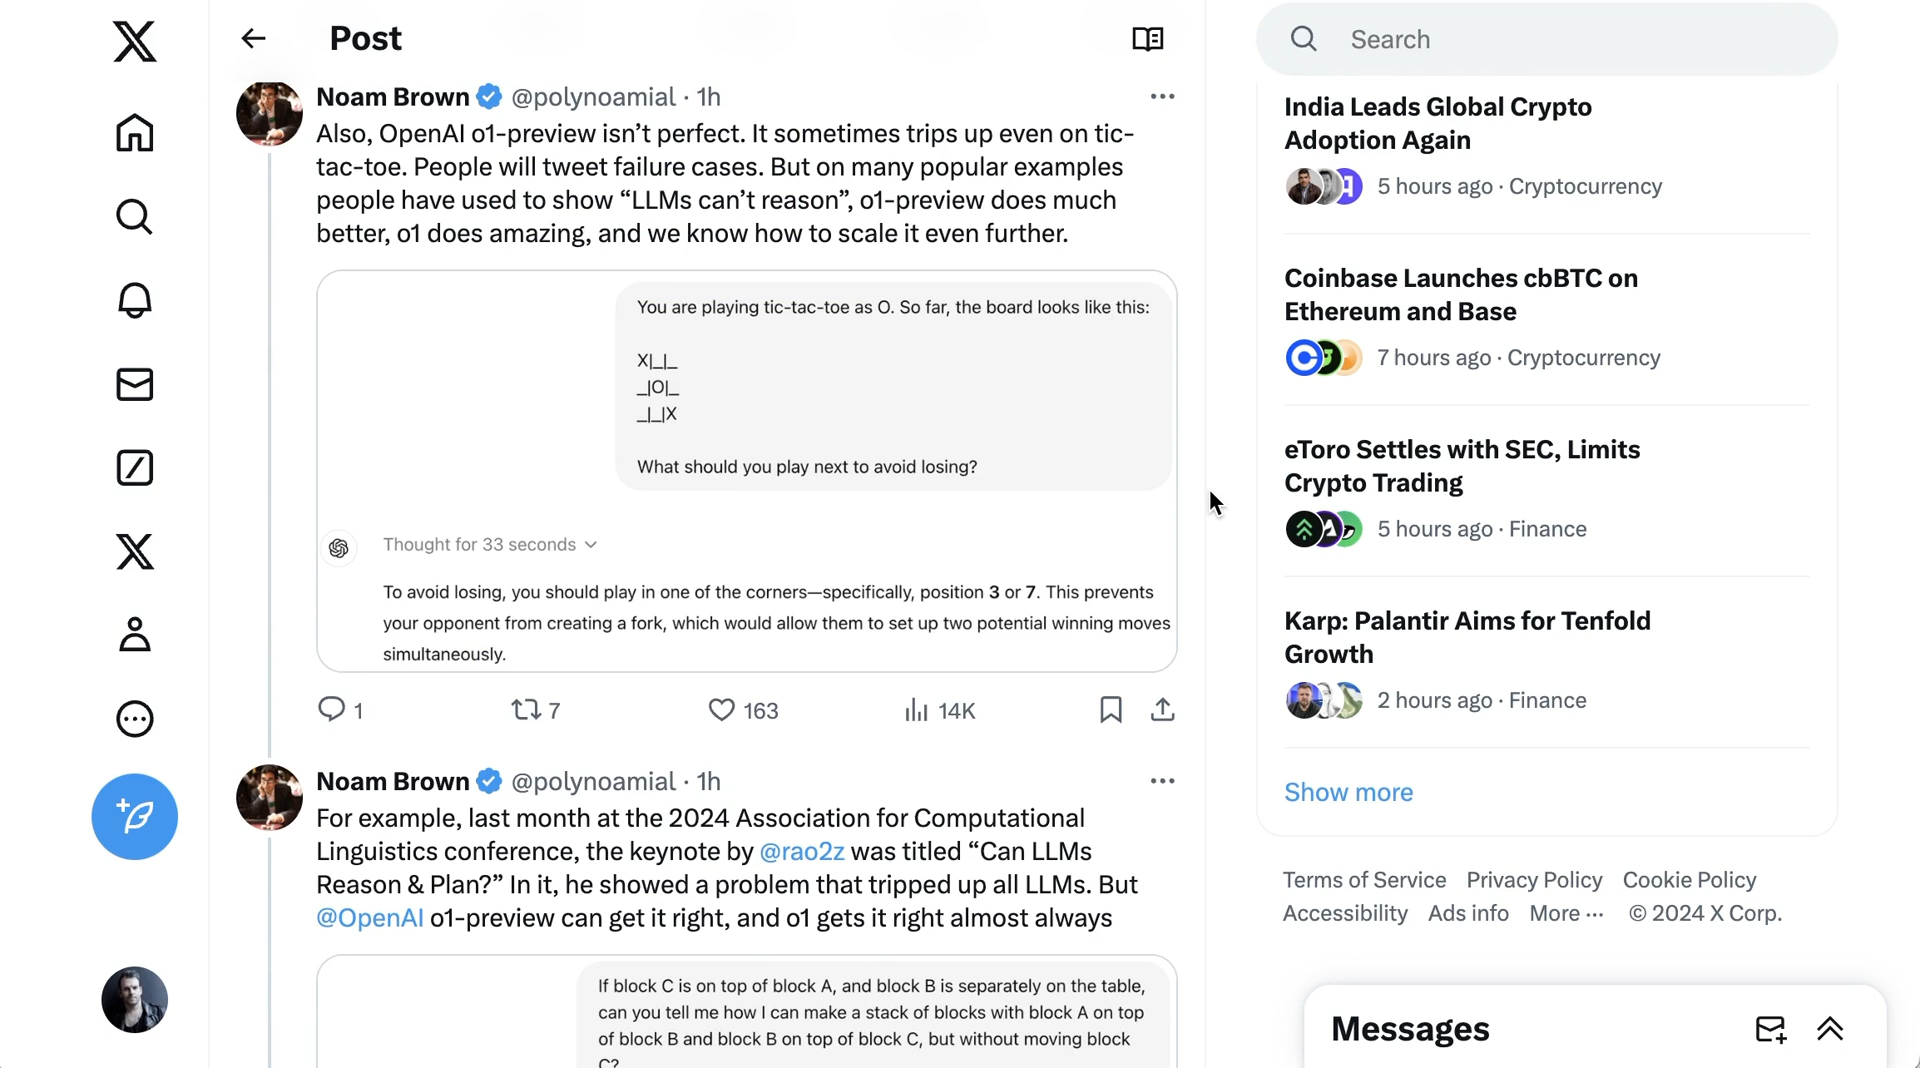 Post
Noam Brown @polynoamial · 1h
Also, OpenAI o1-preview isn’t perfect. It sometimes trips up even on tic-
tac-toe. People will tweet failure cases. But on many popular examples
people have used to show “LLMs can’t reason”, o1-preview does much
better, o1 does amazing, and we know how to scale it even further.
You are playing tic-tac-toe as O. So far, the board looks like this:
X|_|_
_|O|_
_|_|X
What should you play next to avoid losing?
Thought for 33 seconds
To avoid losing, you should play in one of the corners—specifically, position 3 or 7. This prevents
your opponent from creating a fork, which would allow them to set up two potential winning moves
simultaneously.
1 7 163 14K
Noam Brown @polynoamial · 1h
For example, last month at the 2024 Association for Computational
Linguistics conference, the keynote by @rao2z was titled “Can LLMs
Reason & Plan?” In it, he showed a problem that tripped up all LLMs. But
@OpenAI o1-preview can get it right, and o1 gets it right almost always
If block C is on top of block A, and block B is separately on the table,
can you tell me how I can make a stack of blocks with block A on top
of block B and block B on top of block C, but without moving block
C?
Search
India Leads Global Crypto
Adoption Again
5 hours ago · Cryptocurrency
Coinbase Launches cbBTC on
Ethereum and Base
7 hours ago · Cryptocurrency
eToro Settles with SEC, Limits
Crypto Trading
5 hours ago · Finance
Karp: Palantir Aims for Tenfold
Growth
2 hours ago · Finance
Show more
Terms of Service Privacy Policy Cookie Policy
Accessibility Ads info More ··· © 2024 X Corp.
Messages